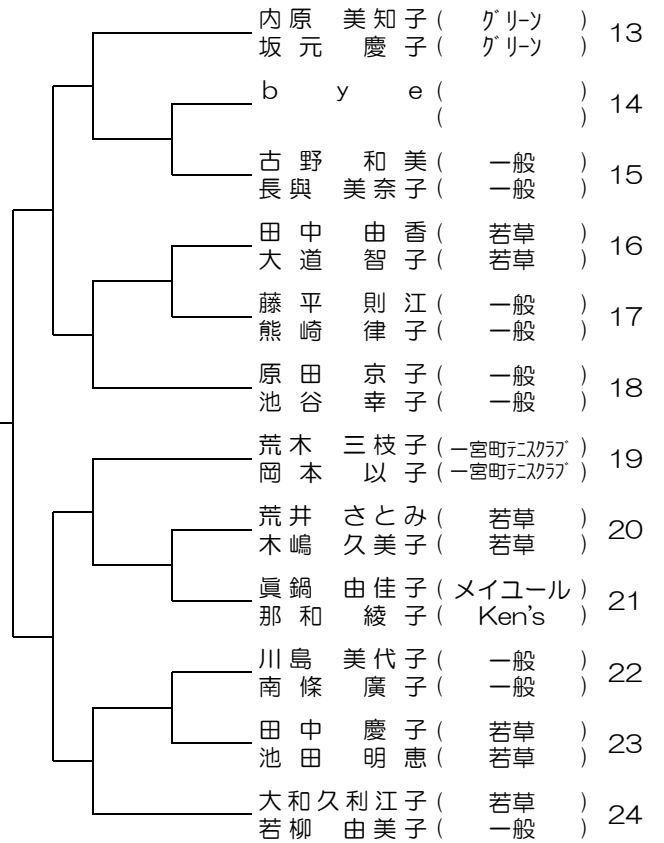 内原 美知子 ( グリーン ) 13
坂元 慶子 ( グリーン )
bye ( ) 14
( )
古野 和美 ( 一般 ) 15
長與 美奈子 ( 一般 )
田中 由香 ( 若草 ) 16
大道 智子 ( 若草 )
藤平 則江 ( 一般 ) 17
熊崎 律子 ( 一般 )
原田 京子 ( 一般 ) 18
池谷 幸子 ( 一般 )
荒木 三枝子 ( 一宮町テニスクラブ ) 19
岡本 以子 ( 一宮町テニスクラブ )
荒井 さとみ ( 若草 ) 20
木嶋 久美子 ( 若草 )
眞鍋 由佳子 ( メイユール ) 21
那和 綾子 ( Ken's )
川島 美代子 ( 一般 ) 22
南條 廣子 ( 一般 )
田中 慶子 ( 若草 ) 23
池田 明恵 ( 若草 )
大和久利江子 ( 若草 ) 24
若柳 由美子 ( 一般 )